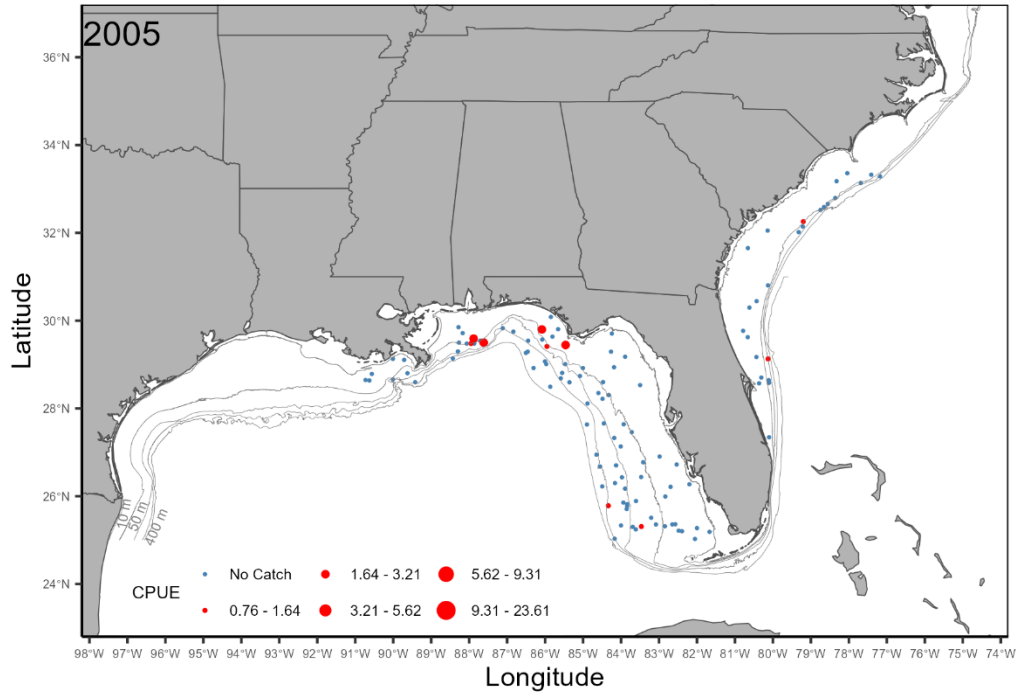 2005
36°N
34°N
32°N
30°N
28°N
26°N
24°N
Latitude
10 m
50 m
400 m
CPUE
No Catch
1.64 - 3.21
5.62 - 9.31
0.76 - 1.64
3.21 - 5.62
9.31 - 23.61
98°W 97°W 96°W 95°W 94°W 93°W 92°W 91°W 90°W 89°W 88°W 87°W 86°W 85°W 84°W 83°W 82°W 81°W 80°W 79°W 78°W 77°W 76°W 75°W 74°W
Longitude